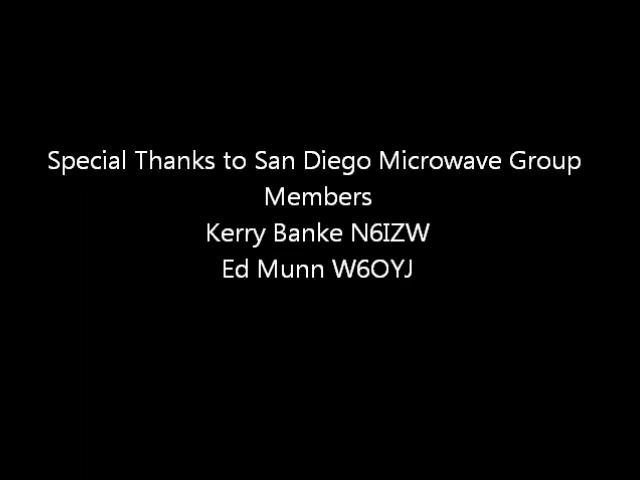 Special Thanks to San Diego Microwave Group
Members
Kerry Banke N6IZW
Ed Munn W6OYJ